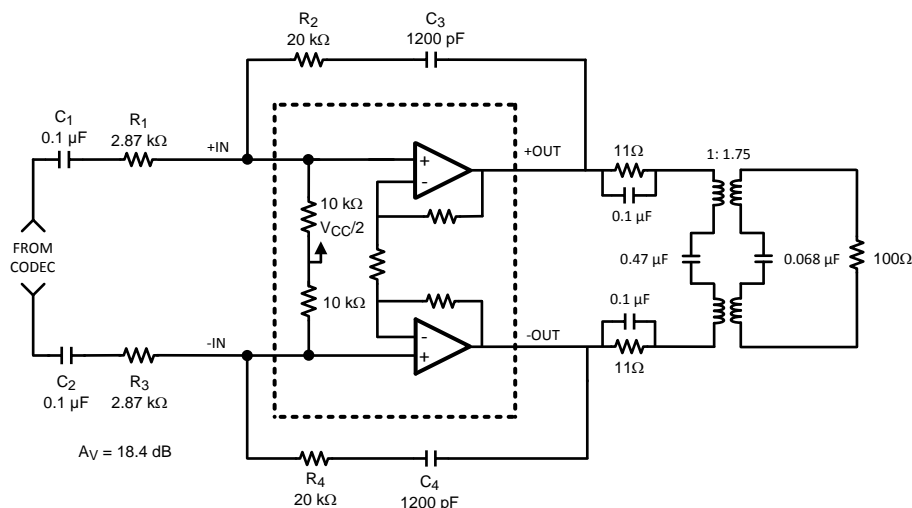 R2
20 kΩ
C3
1200 pF
C1
0.1 µF
R1
2.87 kΩ
+IN
+
-
+OUT
11Ω
0.1 µF
1: 1.75
10 kΩ
VCC/2
10 kΩ
FROM
CODEC
0.47 µF
0.068 µF
100Ω
0.1 µF
-IN
-
+
-OUT
11Ω
C2
0.1 µF
R3
2.87 kΩ
AV = 18.4 dB
R4
20 kΩ
C4
1200 pF